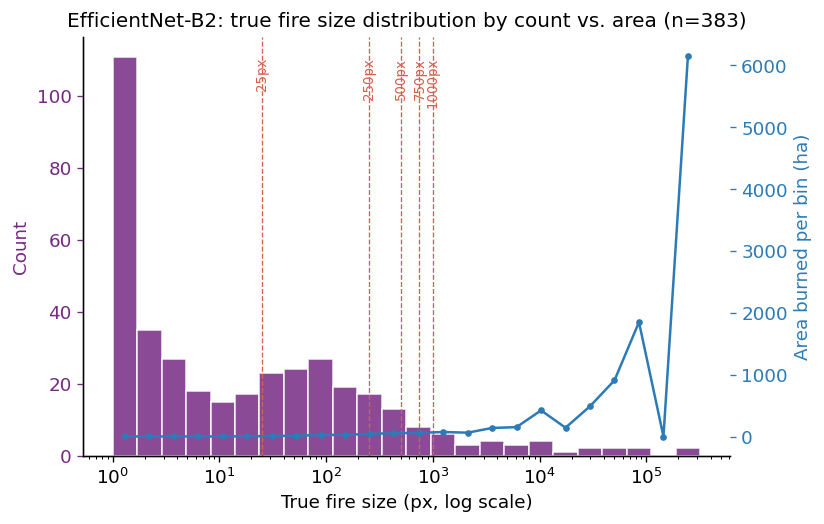 EfficientNet-B2: true fire size distribution by count vs. area (n=383)
25px
250px
500px
750px
1000px
100
80
60
40
20
0
Count
6000
5000
4000
3000
2000
1000
0
Area burned per bin (ha)
10⁰
10¹
10²
10³
10⁴
10⁵
True fire size (px, log scale)